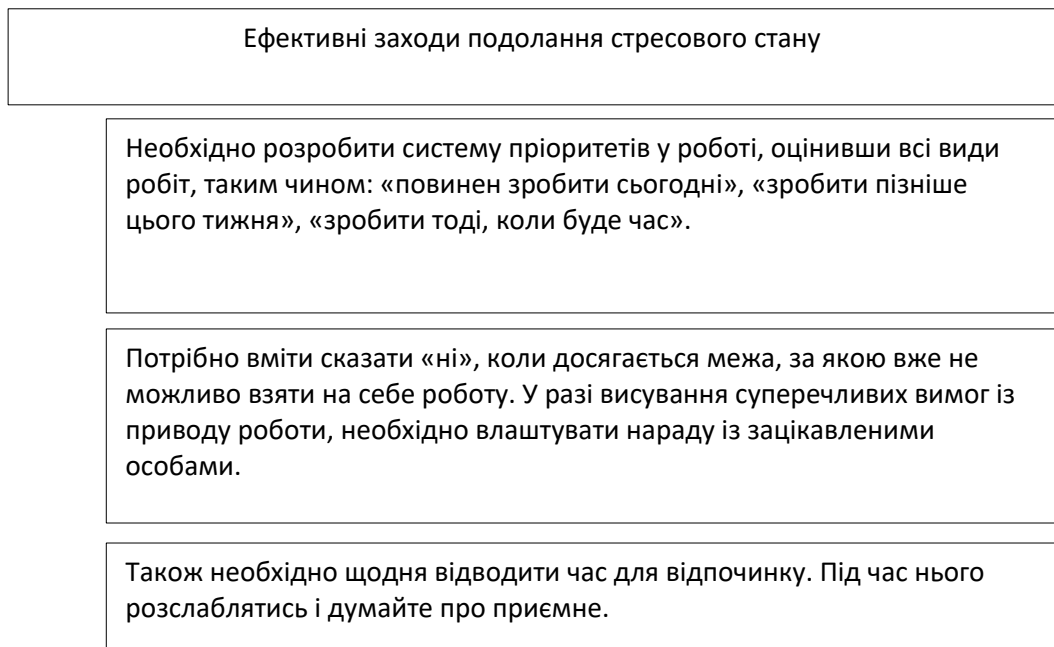 Ефективні заходи подолання стресового стану
Необхідно розробити систему пріоритетів у роботі, оцінивши всі види
робіт, таким чином: «повинен зробити сьогодні», «зробити пізніше
цього тижня», «зробити тоді, коли буде час».
Потрібно вміти сказати «ні», коли досягається межа, за якою вже не
можливо взяти на себе роботу. У разі висування суперечливих вимог із
приводу роботи, необхідно влаштувати нараду із зацікавленими
особами.
Також необхідно щодня відводити час для відпочинку. Під час нього
розслаблятись і думайте про приємне.